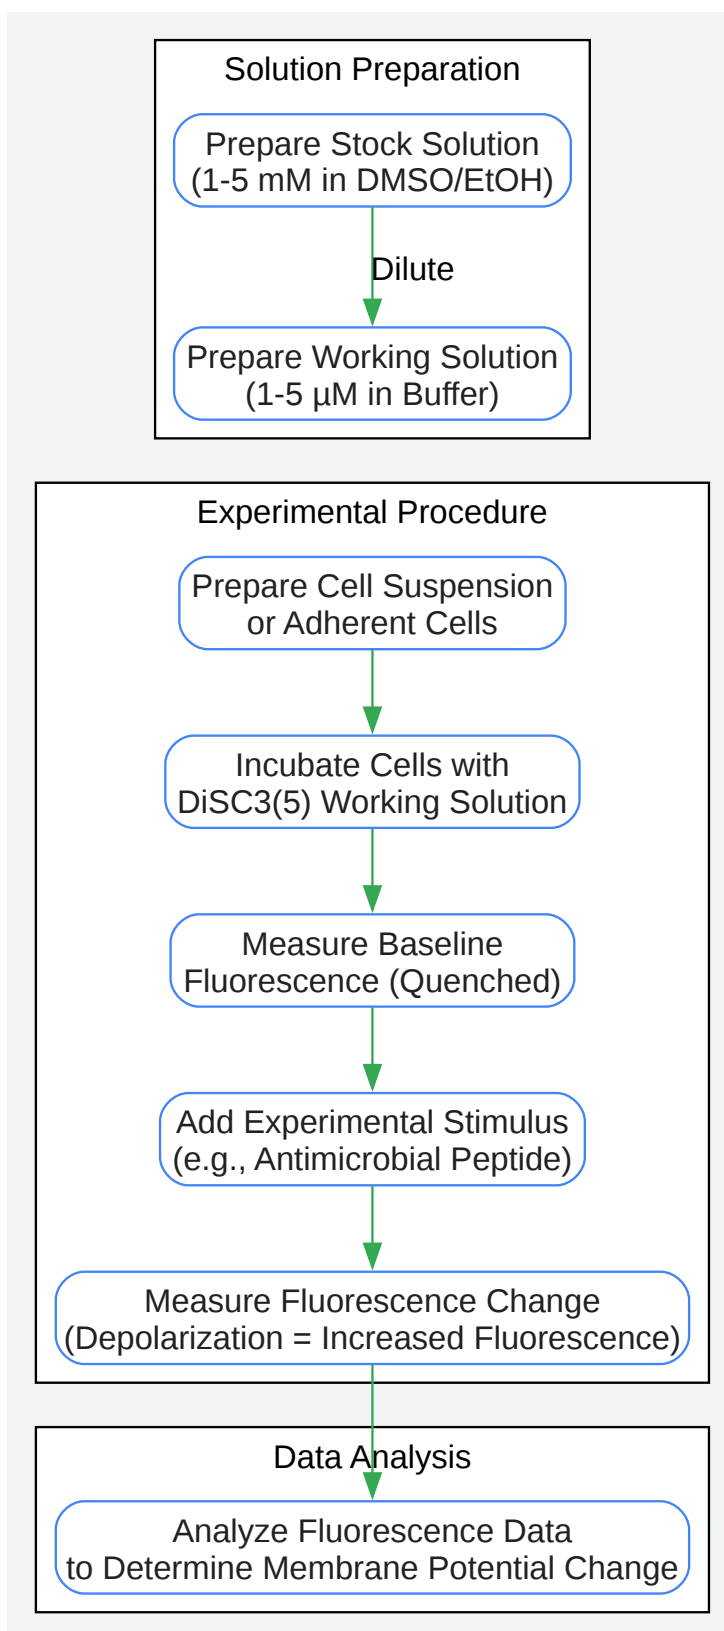 Solution Preparation
Prepare Stock Solution
(1-5 mM in DMSO/EtOH)
Dilute
Prepare Working Solution
(1-5 µM in Buffer)
Experimental Procedure
Prepare Cell Suspension
or Adherent Cells
Incubate Cells with
DiSC3(5) Working Solution
Measure Baseline
Fluorescence (Quenched)
Add Experimental Stimulus
(e.g., Antimicrobial Peptide)
Measure Fluorescence Change
(Depolarization = Increased Fluorescence)
Data Analysis
Analyze Fluorescence Data
to Determine Membrane Potential Change